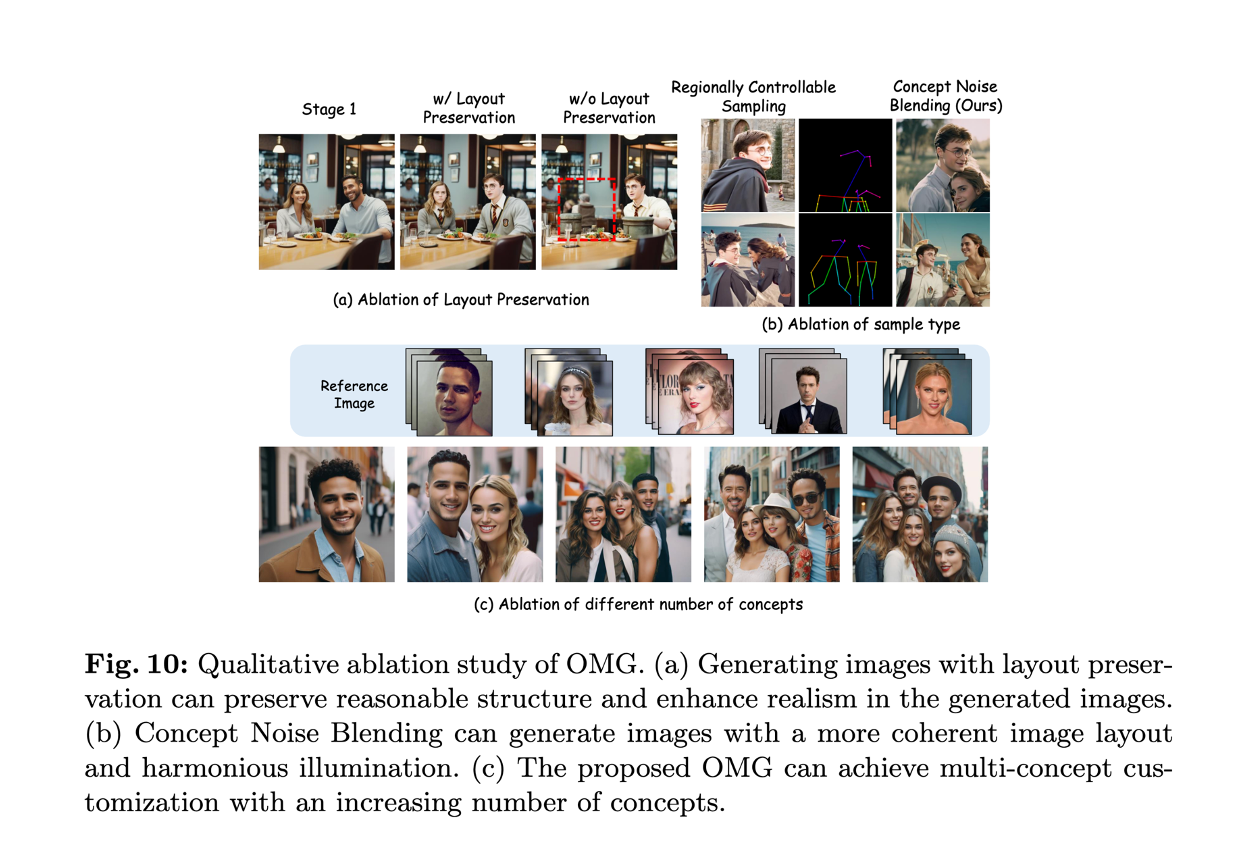 Stage 1
w/ Layout
Preservation
w/o Layout
Preservation
Regionally Controllable
Sampling
Concept Noise
Blending (Ours)
(a) Ablation of Layout Preservation
(b) Ablation of sample type
Reference
Image
(c) Ablation of different number of concepts
Fig. 10: Qualitative ablation study of OMG. (a) Generating images with layout preser-
vation can preserve reasonable structure and enhance realism in the generated images.
(b) Concept Noise Blending can generate images with a more coherent image layout
and harmonious illumination. (c) The proposed OMG can achieve multi-concept cus-
tomization with an increasing number of concepts.